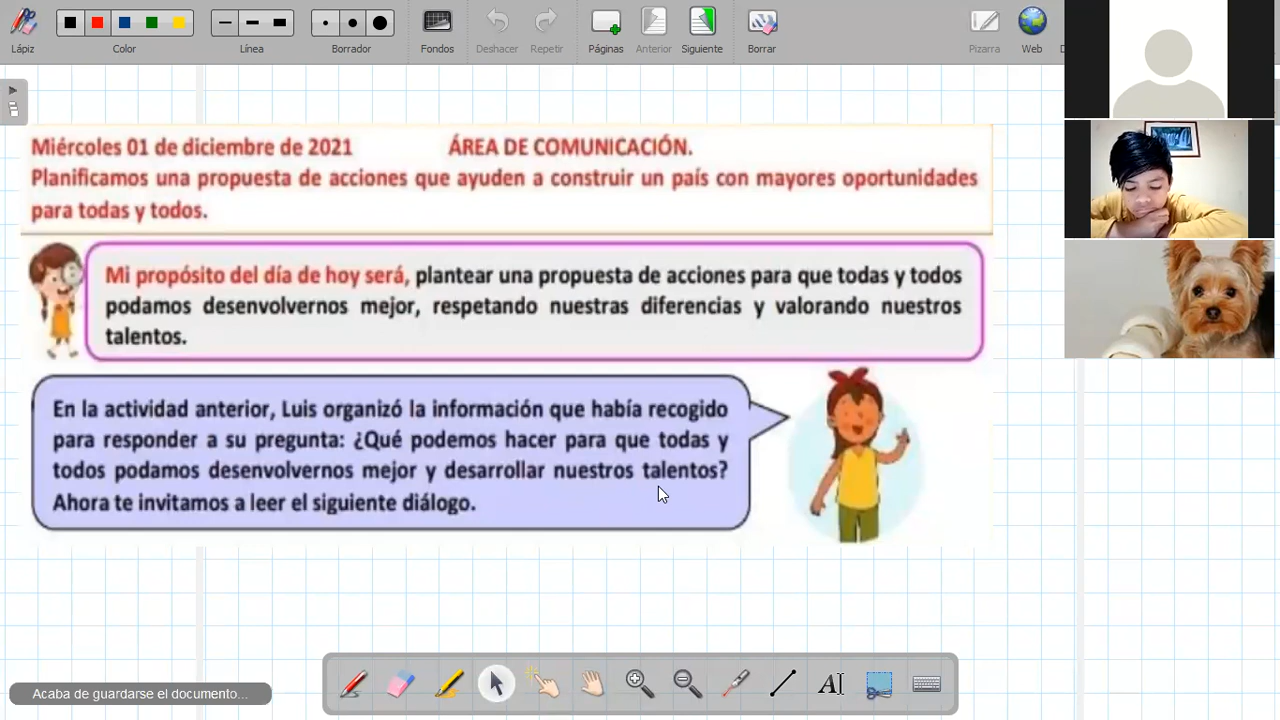 Lápiz
Color
Línea
Borrador
Fondos
Deshacer
Repetir
Páginas
Anterior
Siguiente
Borrar
Pizarra
Web
Miércoles 01 de diciembre de 2021 ÁREA DE COMUNICACIÓN.
Planificamos una propuesta de acciones que ayuden a construir un país con mayores oportunidades
para todas y todos.
Mi propósito del día de hoy será, plantear una propuesta de acciones para que todas y todos
podamos desenvolvernos mejor, respetando nuestras diferencias y valorando nuestros
talentos.
En la actividad anterior, Luis organizó la información que había recogido
para responder a su pregunta: ¿Qué podemos hacer para que todas y
todos podamos desenvolvernos mejor y desarrollar nuestros talentos?
Ahora te invitamos a leer el siguiente diálogo.
Acaba de guardarse el documento...